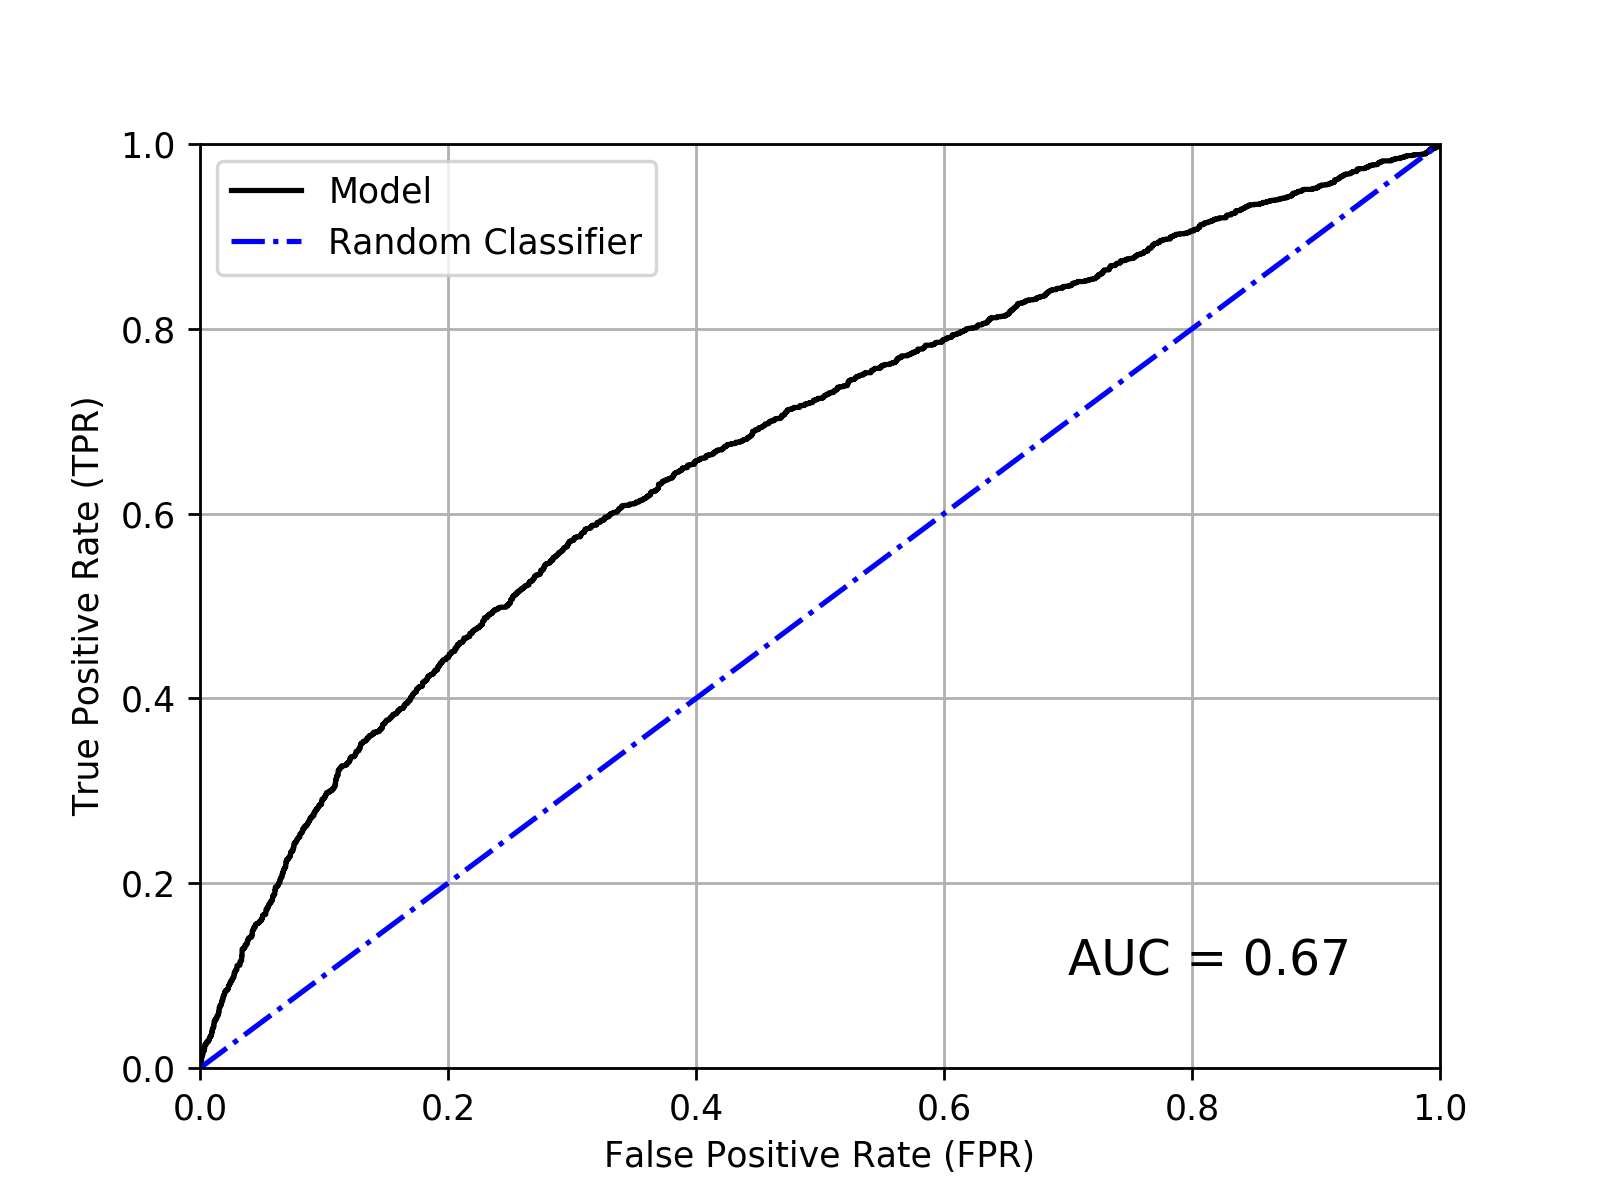 1.0
0.8
0.6
0.4
0.2
0.0
True Positive Rate (TPR)
Model
Random Classifier
AUC = 0.67
0.0 0.2 0.4 0.6 0.8 1.0
False Positive Rate (FPR)